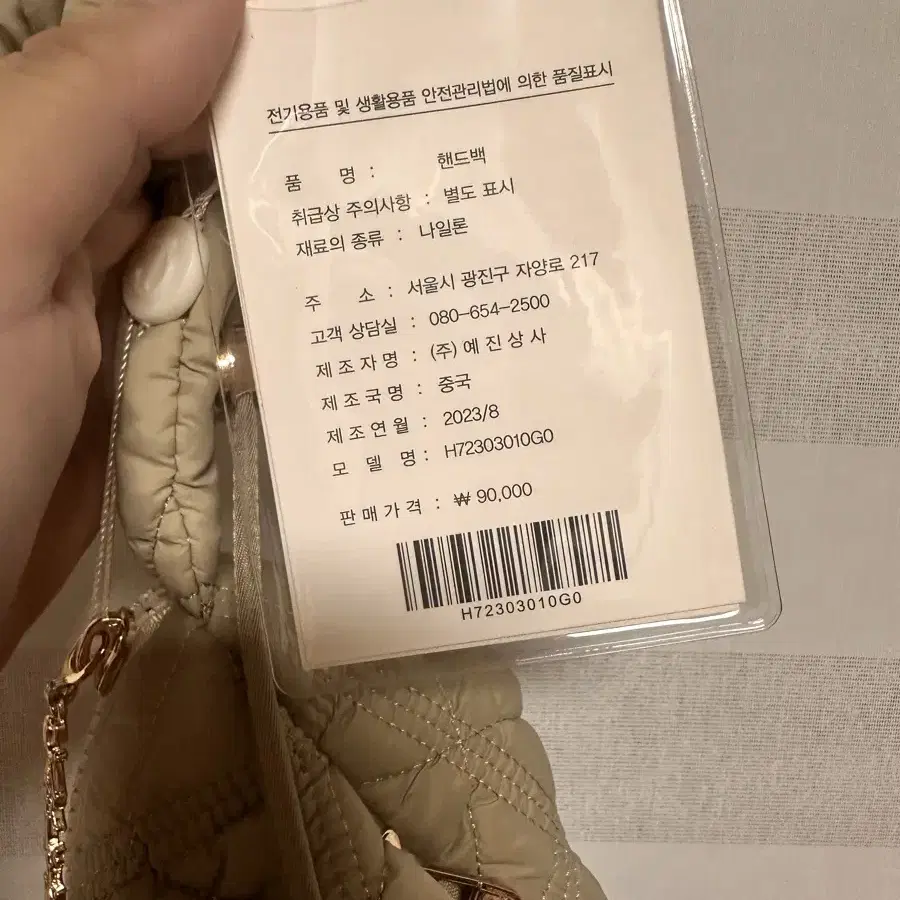 전기용품 및 생활용품 안전관리법에 의한 품질표시
품 명 : 핸드백
취급상 주의사항 : 별도 표시
재료의 종류 : 나일론
주 소 : 서울시 광진구 자양로 217
고객 상담실 : 080-654-2500
제조자명 : (주) 예진상사
제조국명 : 중국
제조연월 : 2023/8
모 델 명 : H72303010G0
판매가격 : ₩ 90,000
H72303010G0